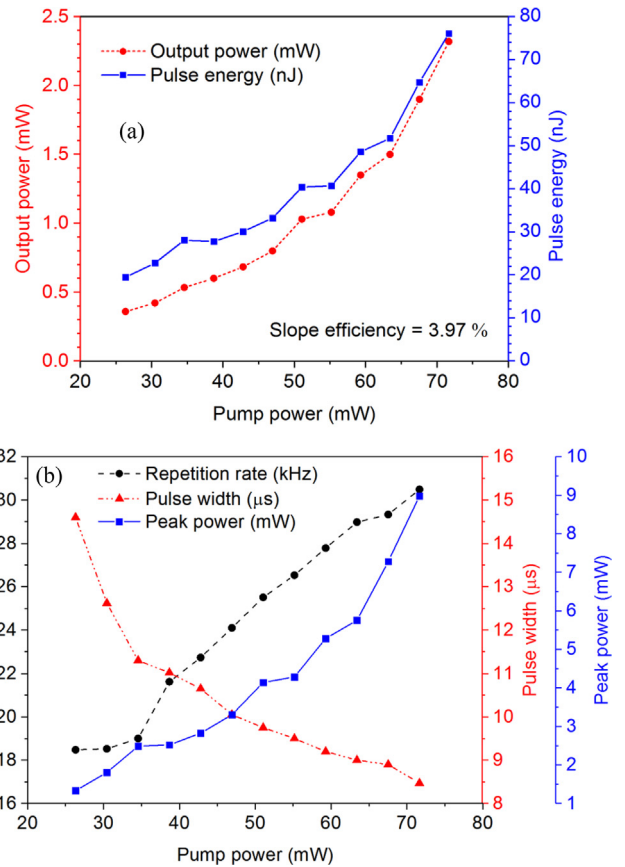 2.5
2.0
1.5
1.0
0.5
0.0
Output power (mW)
Output power (mW)
Pulse energy (nJ)
(a)
Slope efficiency = 3.97 %
80
70
60
50
40
30
20
10
0
Pulse energy (nJ)
20 30 40 50 60 70 80
Pump power (mW)
32
30
28
26
24
22
20
18
16
(b)
Repetition rate (kHz)
Pulse width (μs)
Peak power (mW)
16
15
14
13
12
11
10
9
8
Pulse width (μs)
10
9
8
7
6
5
4
3
2
1
Peak power (mW)
20 30 40 50 60 70 80
Pump power (mW)